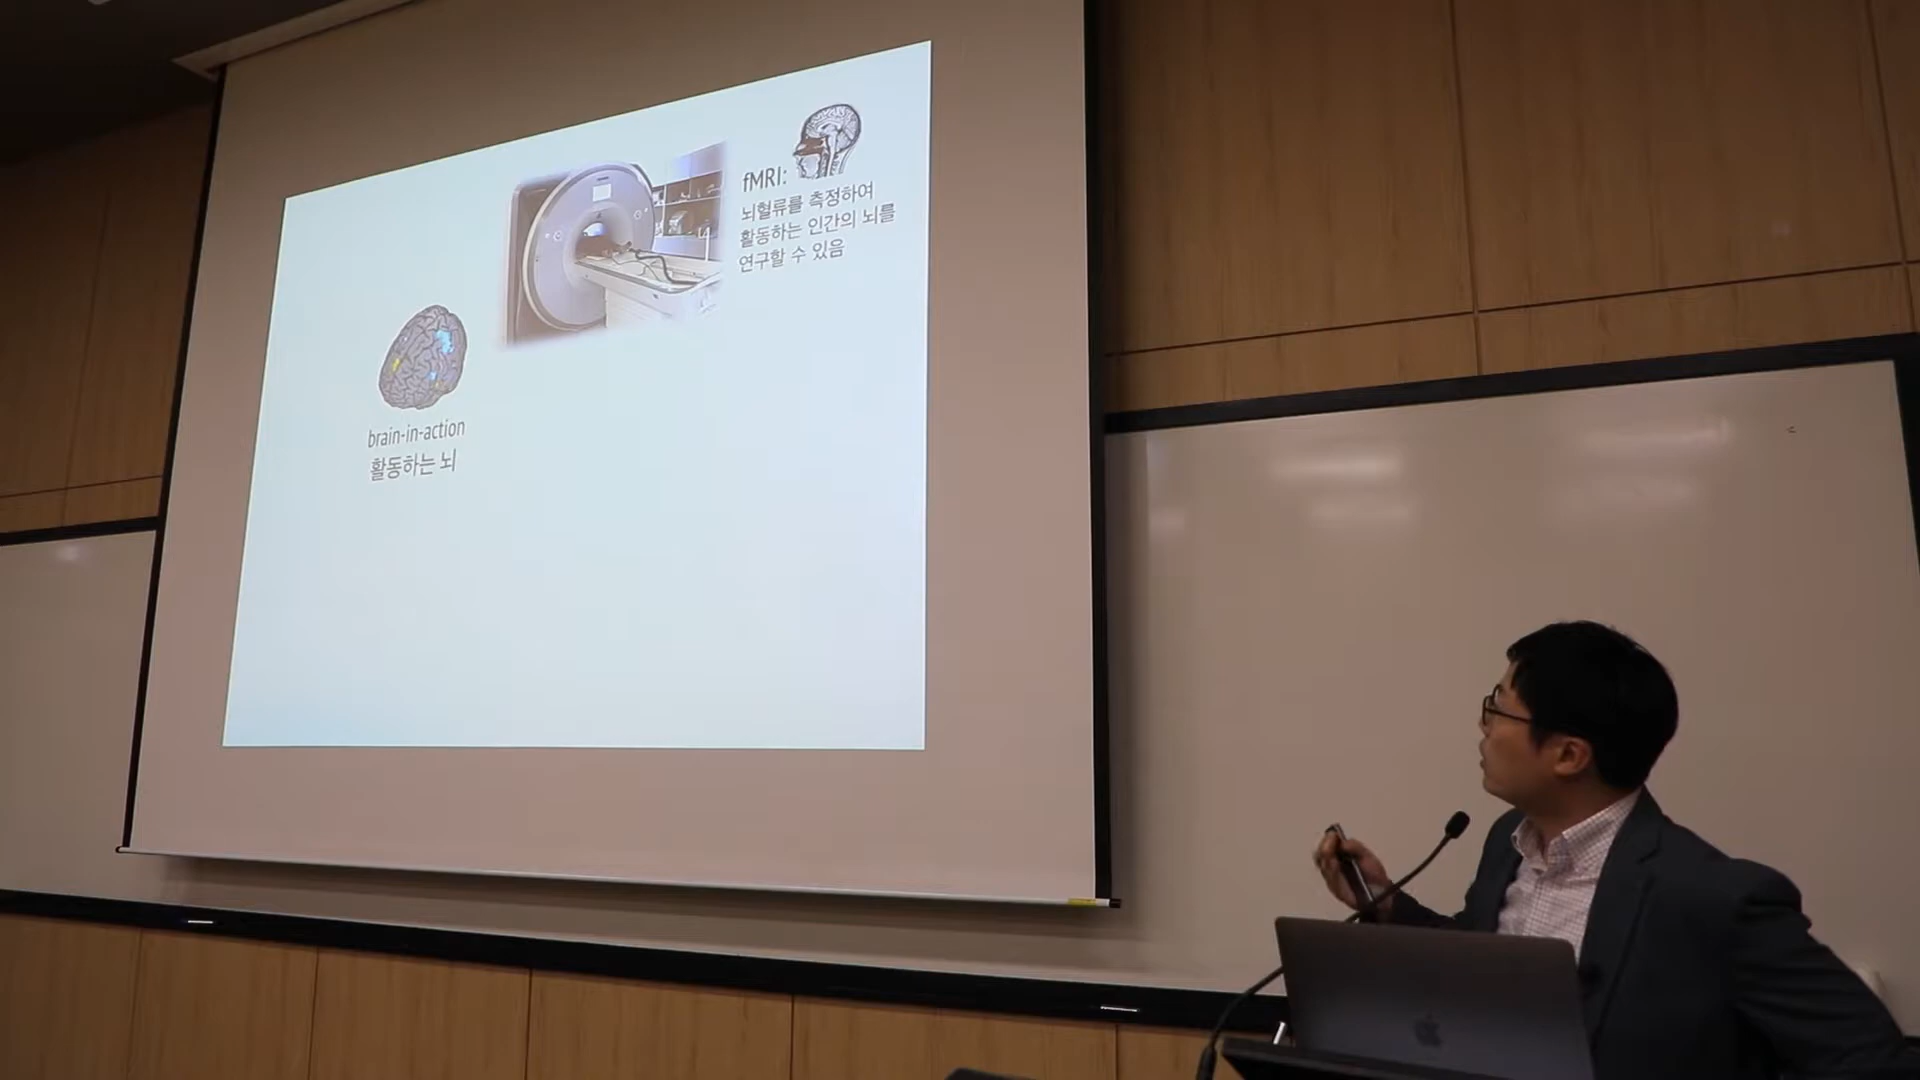 fMRI:
뇌혈류를 측정하여
활동하는 인간의 뇌를
연구할 수 있음
brain-in-action
활동하는 뇌